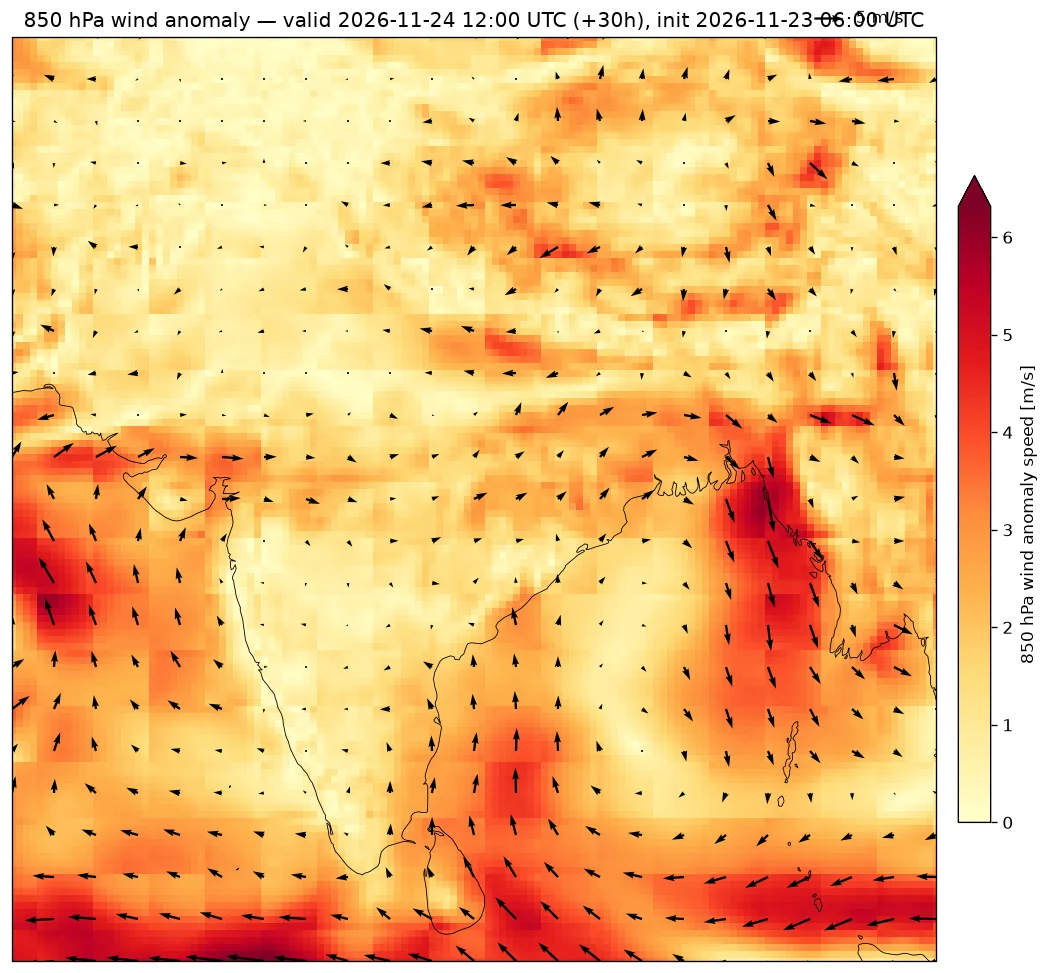 850 hPa wind anomaly — valid 2026-11-24 12:00 UTC (+30h), init 2026-11-23 06:00 UTC
5 m/s
6
5
4
3
2
1
0
850 hPa wind anomaly speed [m/s]